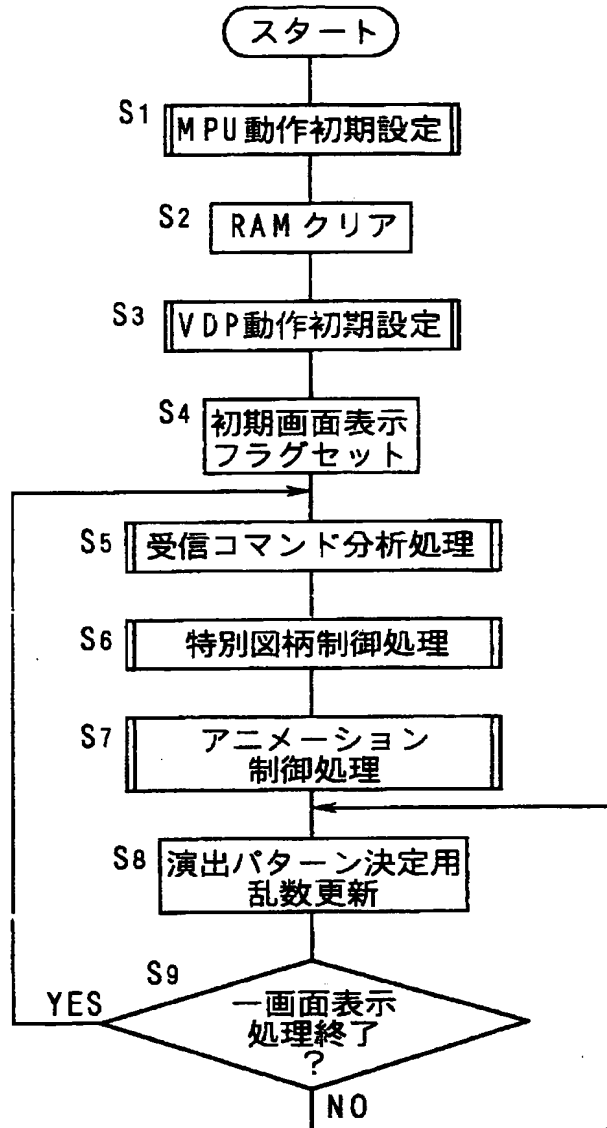 スタート
S1
MPU動作初期設定
S2
RAMクリア
S3
VDP動作初期設定
S4
初期画面表示
フラグセット
S5
受信コマンド分析処理
S6
特別図柄制御処理
S7
アニメーション
制御処理
S8
演出パターン決定用
乱数更新
S9
YES
一画面表示
処理終了
?
NO